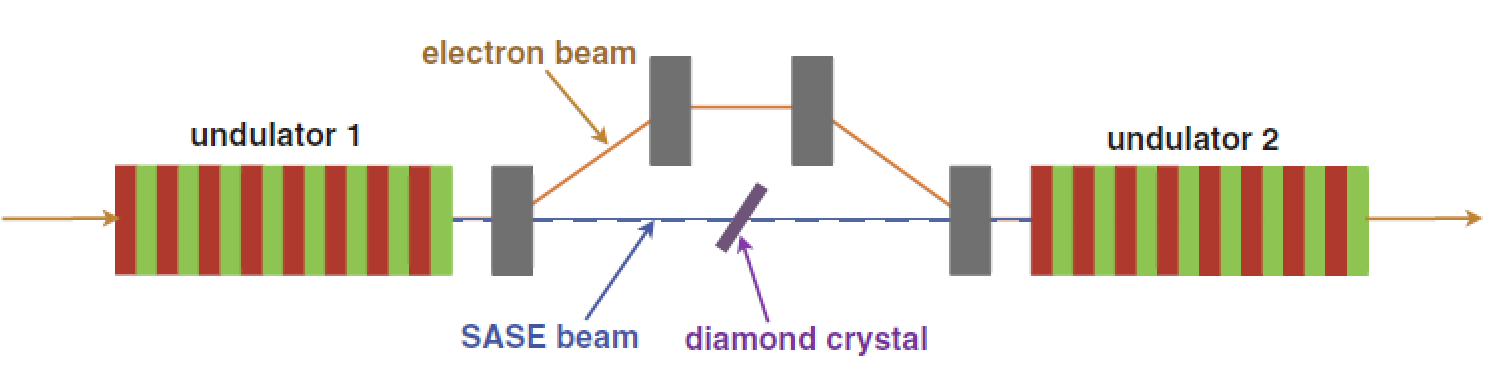 electron beam
undulator 1
undulator 2
SASE beam
diamond crystal